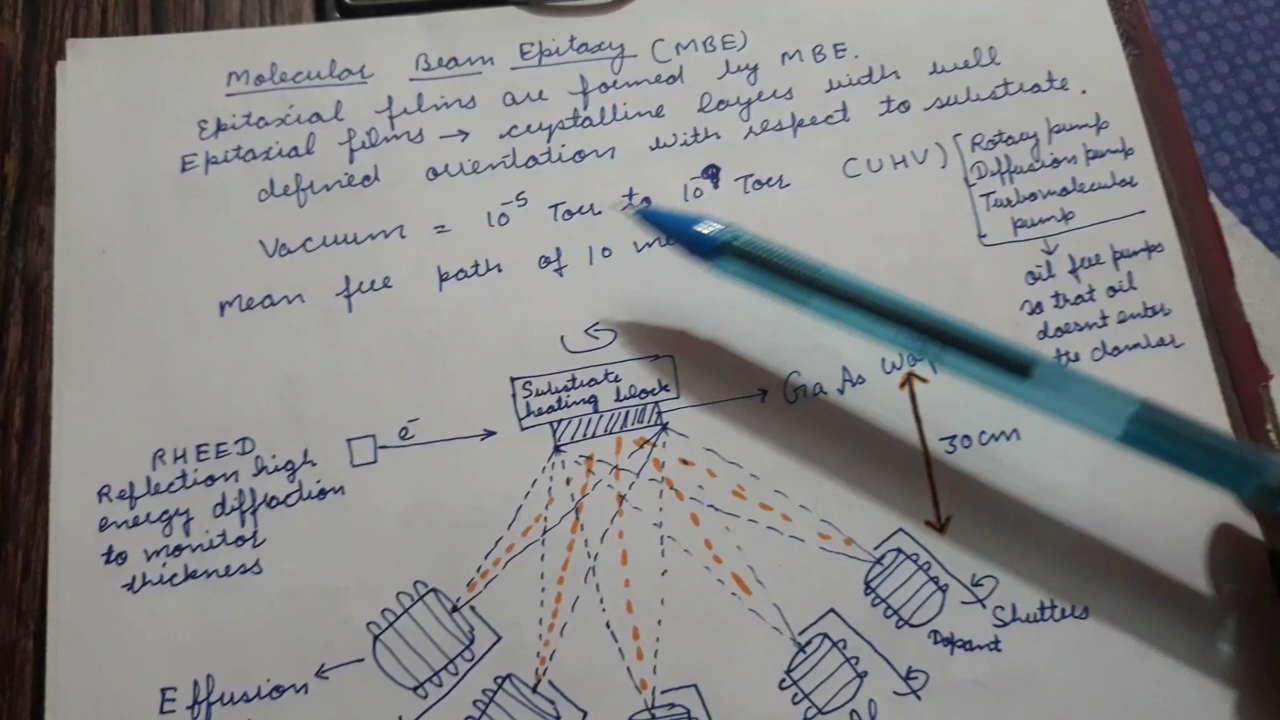 Molecular Beam Epitaxy (MBE)
Epitaxial films are formed by MBE.
Epitaxial films → crystalline layers with well
defined orientation with respect to substrate.
Vacuum = 10⁻⁵ Torr to 10⁻⁹ Torr (UHV)
Rotary pump
Diffusion pump
Turbomolecular
pump
oil free pumps
so that oil
doesnt enter
the chamber
Mean free path of 10
Substrate
heating block
GaAs
30cm
e⁻
RHEED
Reflection high
energy diffraction
to monitor
thickness
Shutters
Dopant
Effusion